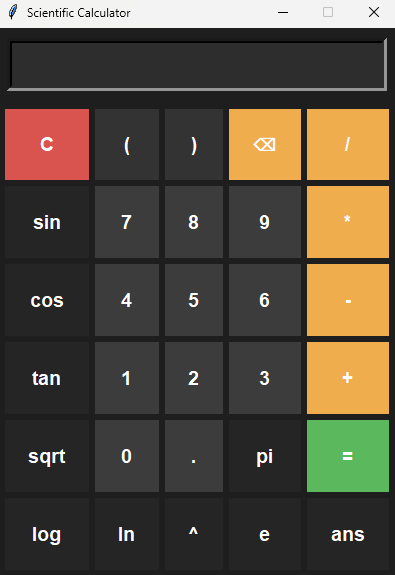 Scientific Calculator
C ( ) ⌫ /
sin 7 8 9 *
cos 4 5 6 -
tan 1 2 3 +
sqrt 0 . pi =
log ln ^ e ans